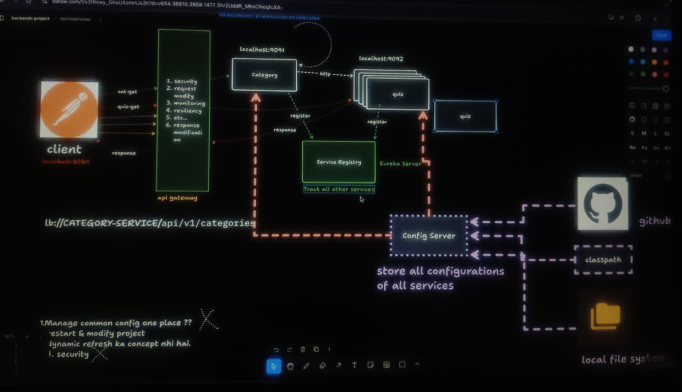 backends project
localhost:9091
localhost:9092
Category
http
quiz
quiz
cat-get
quiz-get
response
client
localhost 8080
1. security
2. request
modify
3. monitoring
4. resiliency
5. etc...
6. response
modificati
on
api gateway
register
response
register
Service Registry
Eureka Server
Track all other services
lb://CATEGORY-SERVICE/api/v1/categories
Config Server
store all configurations
of all services
github
classpath
local file system
1.Manage common config one place ??
restart & modify project
dynamic refresh ka concept nhi hai.
security